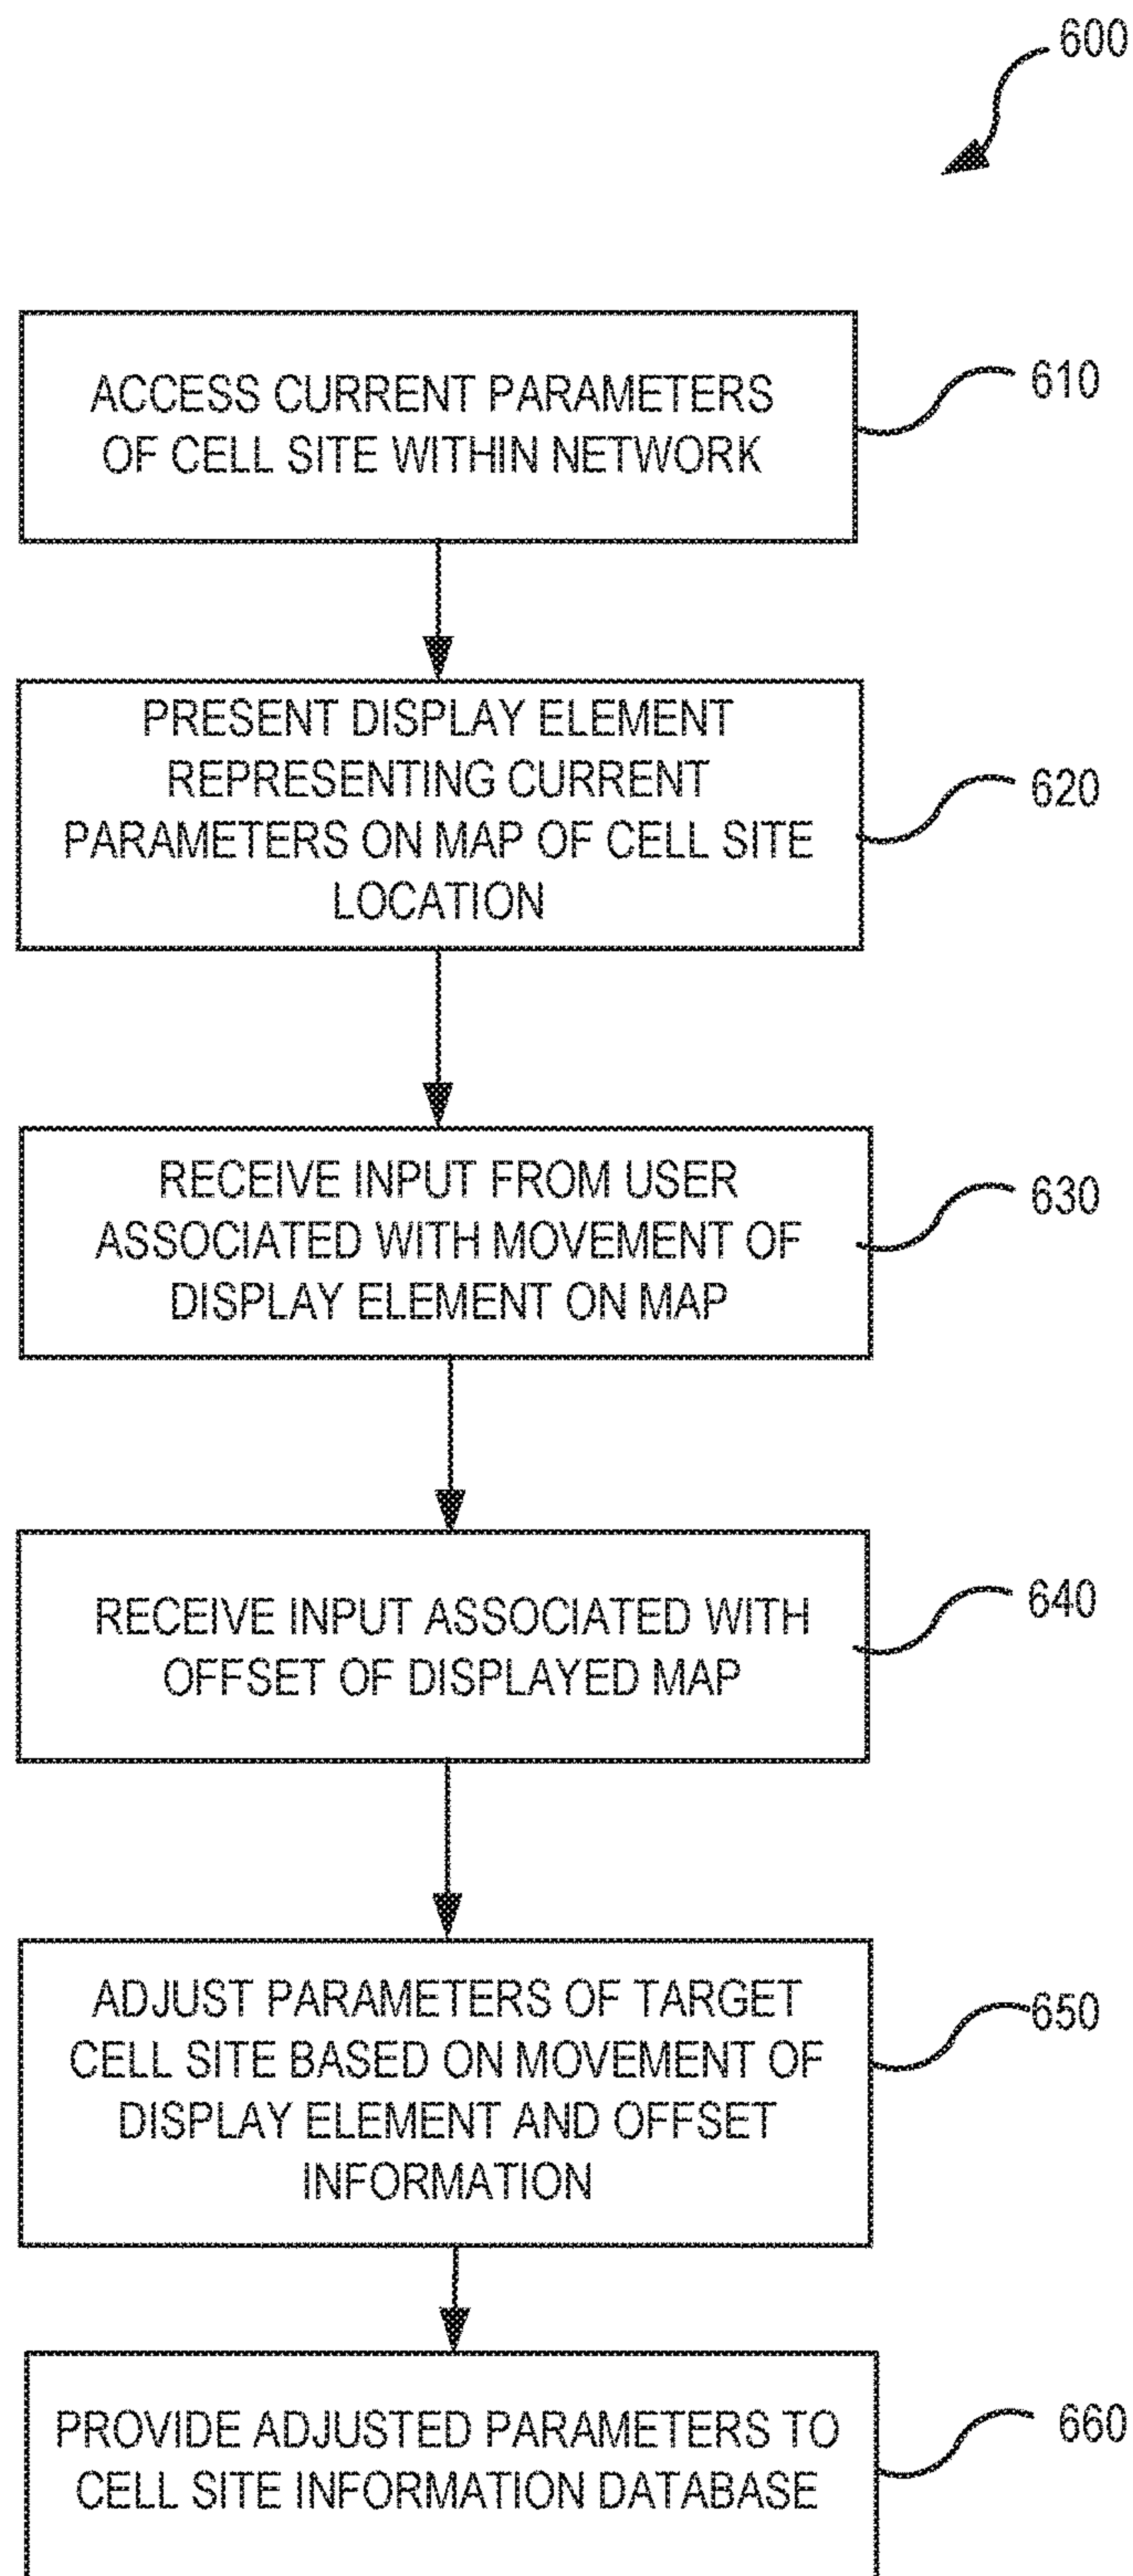 600
ACCESS CURRENT PARAMETERS
OF CELL SITE WITHIN NETWORK
610
PRESENT DISPLAY ELEMENT
REPRESENTING CURRENT
PARAMETERS ON MAP OF CELL SITE
LOCATION
620
RECEIVE INPUT FROM USER
ASSOCIATED WITH MOVEMENT OF
DISPLAY ELEMENT ON MAP
630
RECEIVE INPUT ASSOCIATED WITH
OFFSET OF DISPLAYED MAP
640
ADJUST PARAMETERS OF TARGET
CELL SITE BASED ON MOVEMENT OF
DISPLAY ELEMENT AND OFFSET
INFORMATION
650
PROVIDE ADJUSTED PARAMETERS TO
CELL SITE INFORMATION DATABASE
660